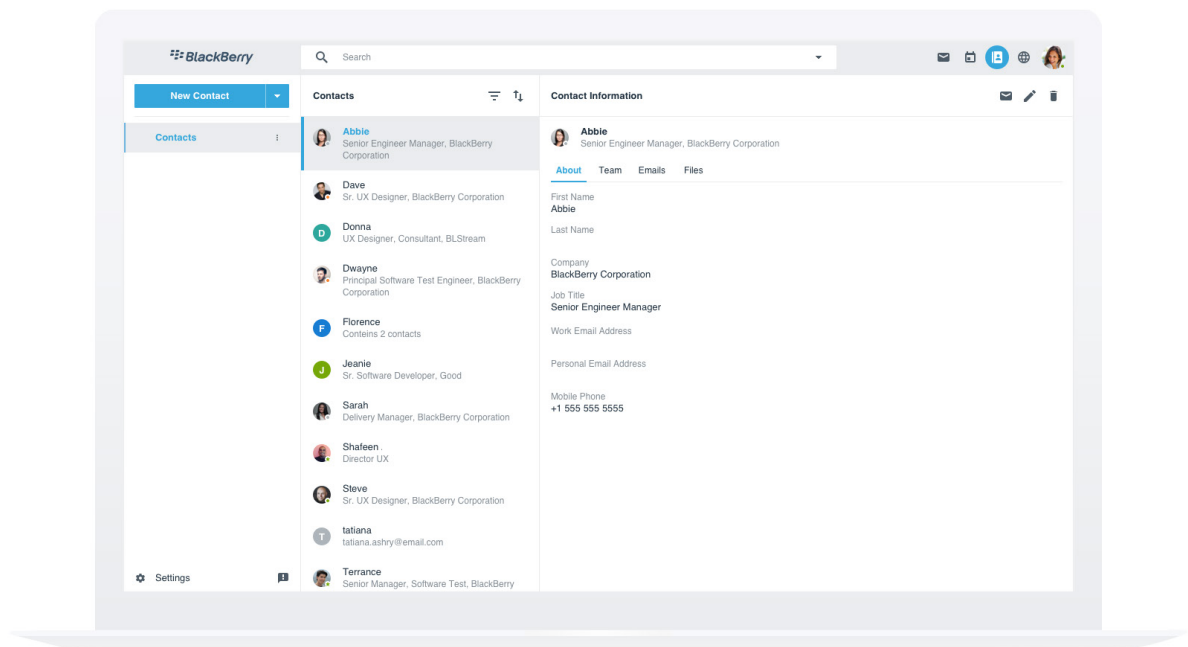 BlackBerry
Search
New Contact
Contacts
Settings
Contacts
Abbie
Senior Engineer Manager, BlackBerry
Corporation
Dave
Sr. UX Designer, BlackBerry Corporation
D
Donna
UX Designer, Consultant, BLStream
Dwayne
Principal Software Test Engineer, BlackBerry
Corporation
F
Florence
Conteins 2 contacts
J
Jeanie
Sr. Software Developer, Good
Sarah
Delivery Manager, BlackBerry Corporation
Shafeen .
Director UX
Steve
Sr. UX Designer, BlackBerry Corporation
T
tatiana
tatiana.ashry@email.com
Terrance
Senior Manager, Software Test, BlackBerry
Contact Information
Abbie
Senior Engineer Manager, BlackBerry Corporation
About Team Emails Files
First Name
Abbie
Last Name
Company
BlackBerry Corporation
Job Title
Senior Engineer Manager
Work Email Address
Personal Email Address
Mobile Phone
+1 555 555 5555